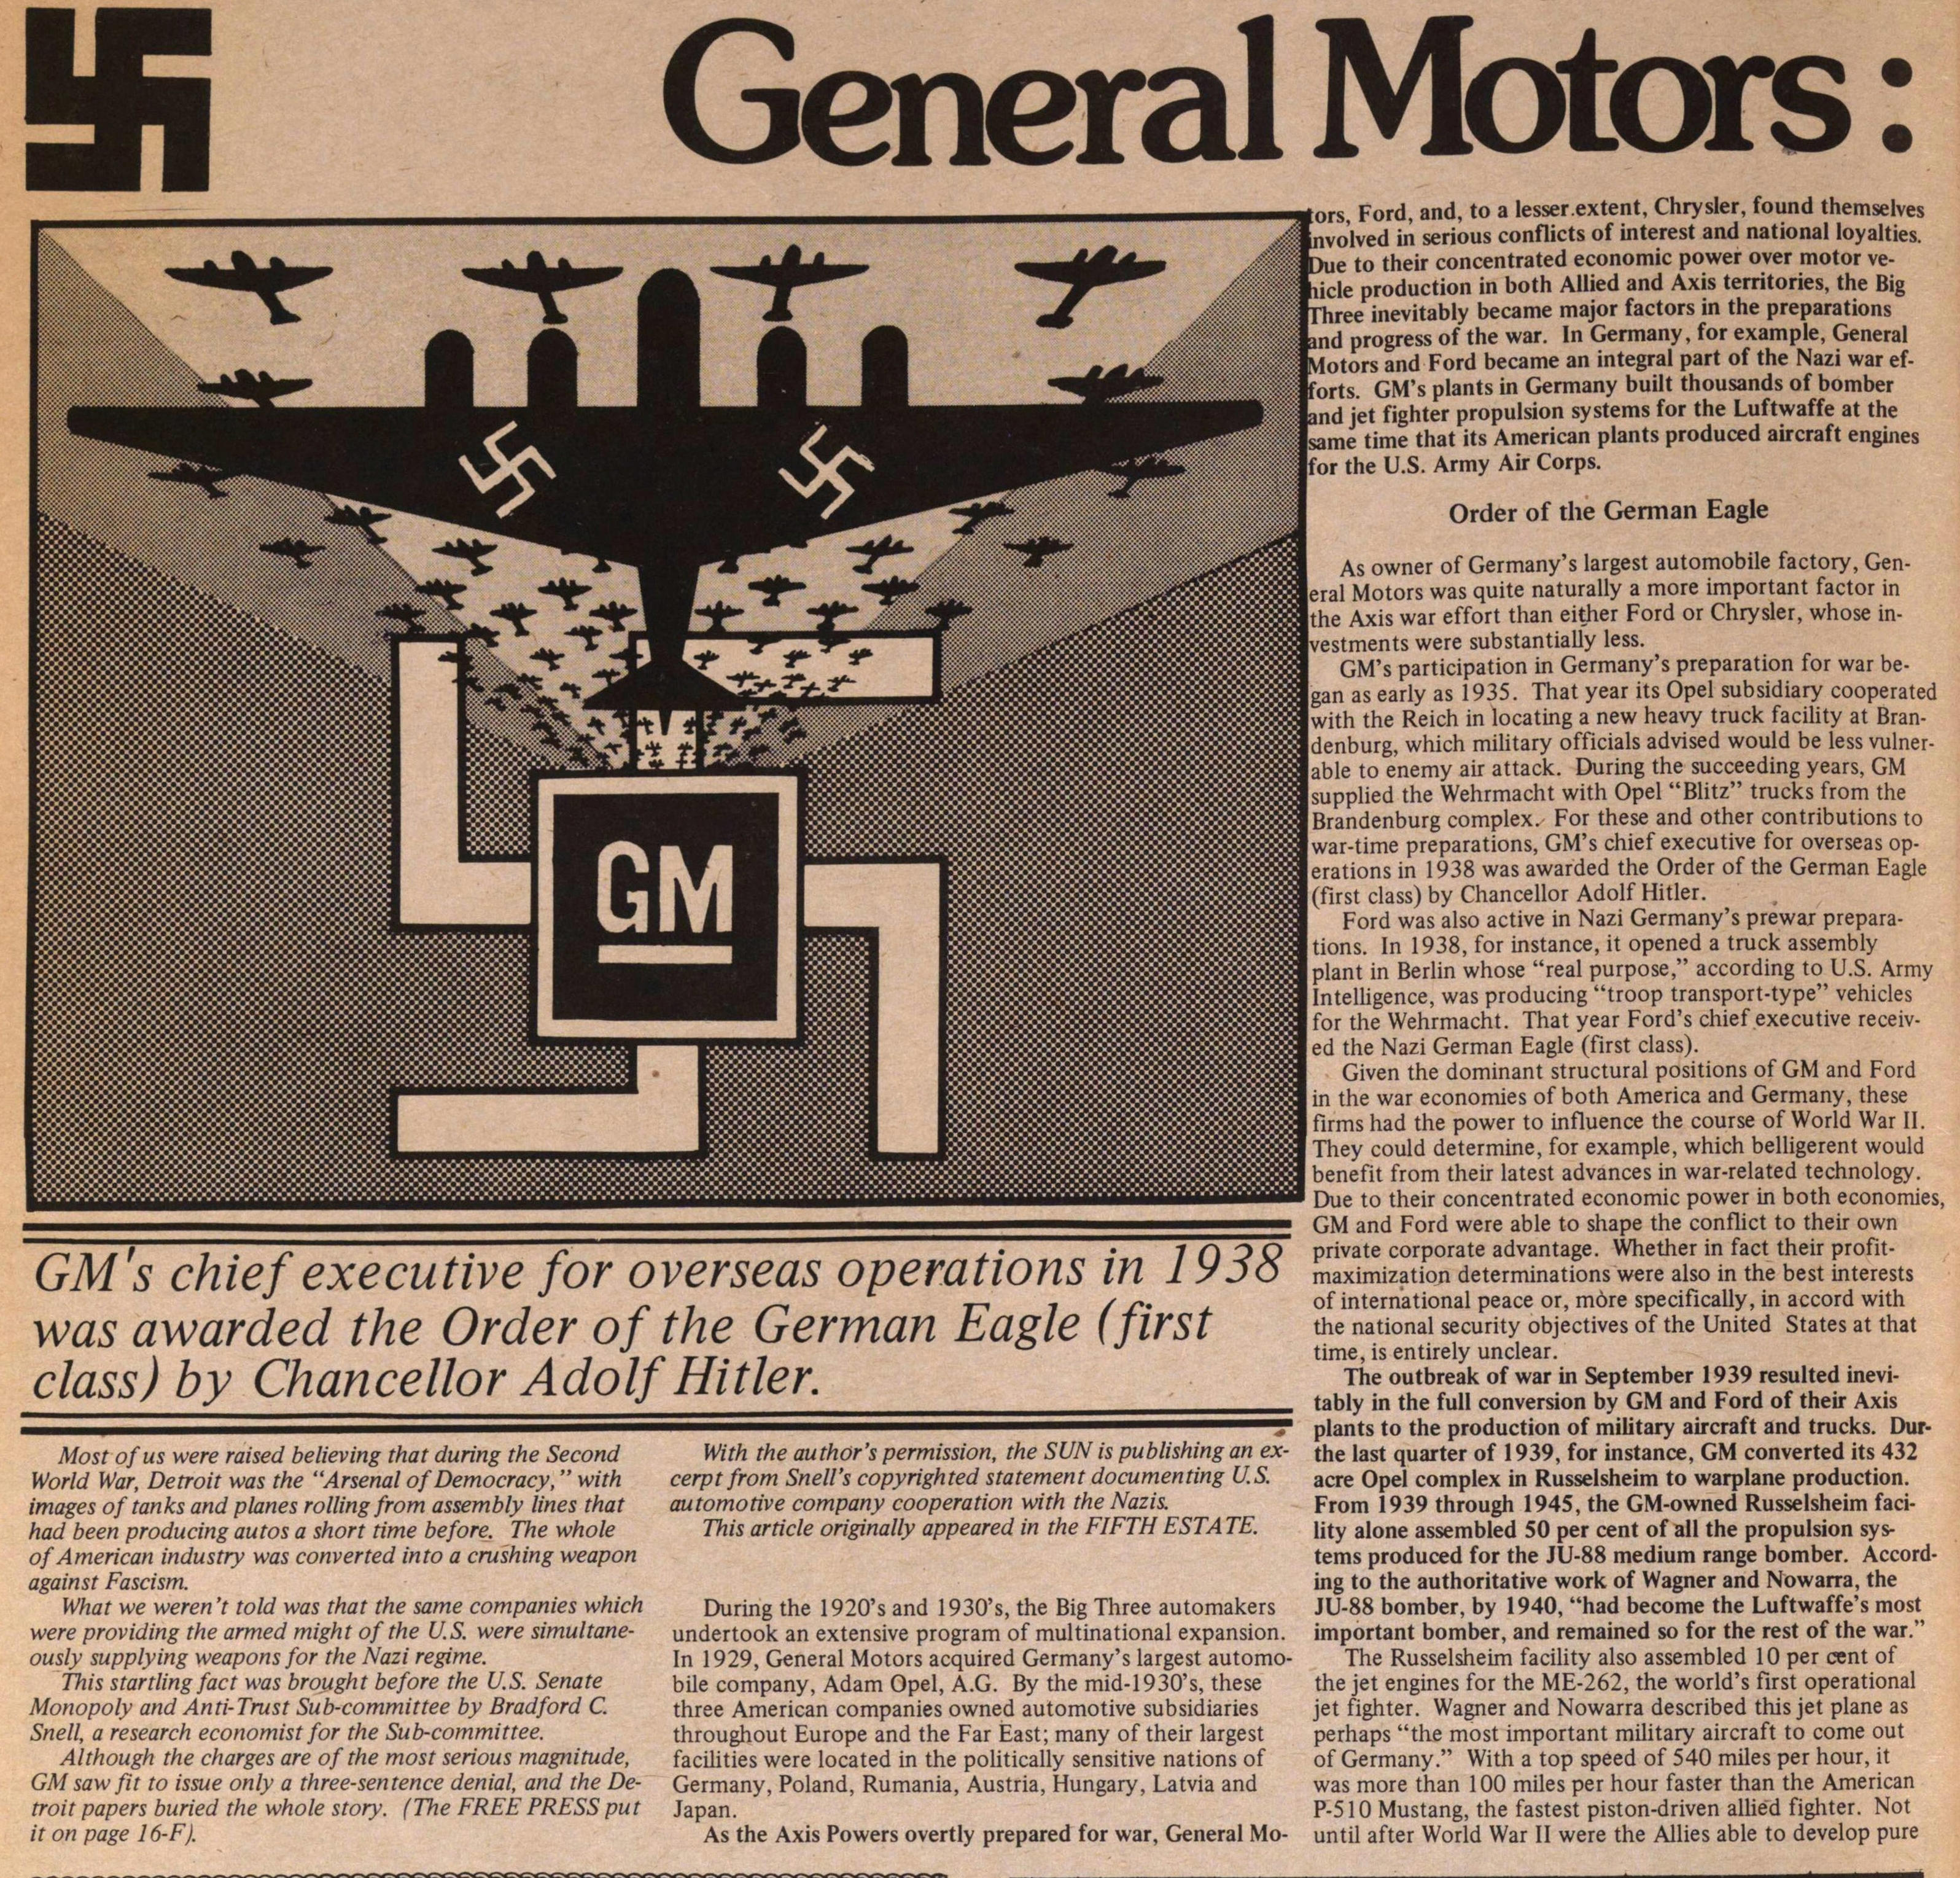 General Motors:
GM
GM's chief executive for overseas operations in 1938
was awarded the Order of the German Eagle (first
class) by Chancellor Adolf Hitler.
Most of us were raised believing that during the Second
World War, Detroit was the “Arsenal of Democracy,” with
images of tanks and planes rolling from assembly lines that
had been producing autos a short time before. The whole
of American industry was converted into a crushing weapon
against Fascism.
What we weren't told was that the same companies which
were providing the armed might of the U.S. were simultane-
ously supplying weapons for the Nazi regime.
This startling fact was brought before the U.S. Senate
Monopoly and Anti-Trust Sub-committee by Bradford C.
Snell, a research economist for the Sub-committee.
Although the charges are of the most serious magnitude,
GM saw fit to issue only a three-sentence denial, and the De-
troit papers buried the whole story. (The FREE PRESS put
it on page 16-F).
With the author's permission, the SUN is publishing an ex-
cerpt from Snell's copyrighted statement documenting U.S.
automotive company cooperation with the Nazis.
This article originally appeared in the FIFTH ESTATE.
During the 1920's and 1930's, the Big Three automakers
undertook an extensive program of multinational expansion.
In 1929, General Motors acquired Germany's largest automo-
bile company, Adam Opel, A.G. By the mid-1930's, these
three American companies owned automotive subsidiaries
throughout Europe and the Far East; many of their largest
facilities were located in the politically sensitive nations of
Germany, Poland, Rumania, Austria, Hungary, Latvia and
Japan.
As the Axis Powers overtly prepared for war, General Mo-
tors, Ford, and, to a lesser extent, Chrysler, found themselves
involved in serious conflicts of interest and national loyalties.
Due to their concentrated economic power over motor ve-
hicle production in both Allied and Axis territories, the Big
Three inevitably became major factors in the preparations
and progress of the war. In Germany, for example, General
Motors and Ford became an integral part of the Nazi war ef-
forts. GM's plants in Germany built thousands of bomber
and jet fighter propulsion systems for the Luftwaffe at the
same time that its American plants produced aircraft engines
for the U.S. Army Air Corps.
Order of the German Eagle
As owner of Germany's largest automobile factory, Gen-
eral Motors was quite naturally a more important factor in
the Axis war effort than either Ford or Chrysler, whose in-
vestments were substantially less.
GM's participation in Germany's preparation for war be-
gan as early as 1935. That year its Opel subsidiary cooperated
with the Reich in locating a new heavy truck facility at Bran-
denburg, which military officials advised would be less vulner-
able to enemy air attack. During the succeeding years, GM
supplied the Wehrmacht with Opel “Blitz” trucks from the
Brandenburg complex. For these and other contributions to
war-time preparations, GM's chief executive for overseas op-
erations in 1938 was awarded the Order of the German Eagle
(first class) by Chancellor Adolf Hitler.
Ford was also active in Nazi Germany's prewar prepara-
tions. In 1938, for instance, it opened a truck assembly
plant in Berlin whose “real purpose,” according to U.S. Army
Intelligence, was producing “troop transport-type” vehicles
for the Wehrmacht. That year Ford's chief executive receiv-
ed the Nazi German Eagle (first class).
Given the dominant structural positions of GM and Ford
in the war economies of both America and Germany, these
firms had the power to influence the course of World War II.
They could determine, for example, which belligerent would
benefit from their latest advances in war-related technology.
Due to their concentrated economic power in both economies,
GM and Ford were able to shape the conflict to their own
private corporate advantage. Whether in fact their profit-
maximization determinations were also in the best interests
of international peace or, more specifically, in accord with
the national security objectives of the United States at that
time, is entirely unclear.
The outbreak of war in September 1939 resulted inevi-
tably in the full conversion by GM and Ford of their Axis
plants to the production of military aircraft and trucks. Dur-
the last quarter of 1939, for instance, GM converted its 432
acre Opel complex in Russelsheim to warplane production.
From 1939 through 1945, the GM-owned Russelsheim faci-
lity alone assembled 50 per cent of all the propulsion sys-
tems produced for the JU-88 medium range bomber. Accord-
ing to the authoritative work of Wagner and Nowarra, the
JU-88 bomber, by 1940, “had become the Luftwaffe's most
important bomber, and remained so for the rest of the war.”
The Russelsheim facility also assembled 10 per cent of
the jet engines for the ME-262, the world's first operational
jet fighter. Wagner and Nowarra described this jet plane as
perhaps “the most important military aircraft to come out
of Germany.” With a top speed of 540 miles per hour, it
was more than 100 miles per hour faster than the American
P-510 Mustang, the fastest piston-driven allied fighter. Not
until after World War II were the Allies able to develop pure